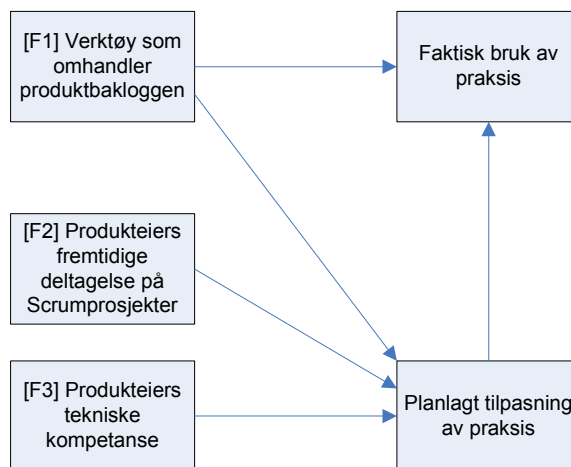 [F1] Verktøy som
omhandler
produktbakloggen
Faktisk bruk av
praksis
[F2] Produkteiers
fremtidige
deltagelse på
Scrumprosjekter
[F3] Produkteiers
tekniske
kompetanse
Planlagt tilpasning
av praksis